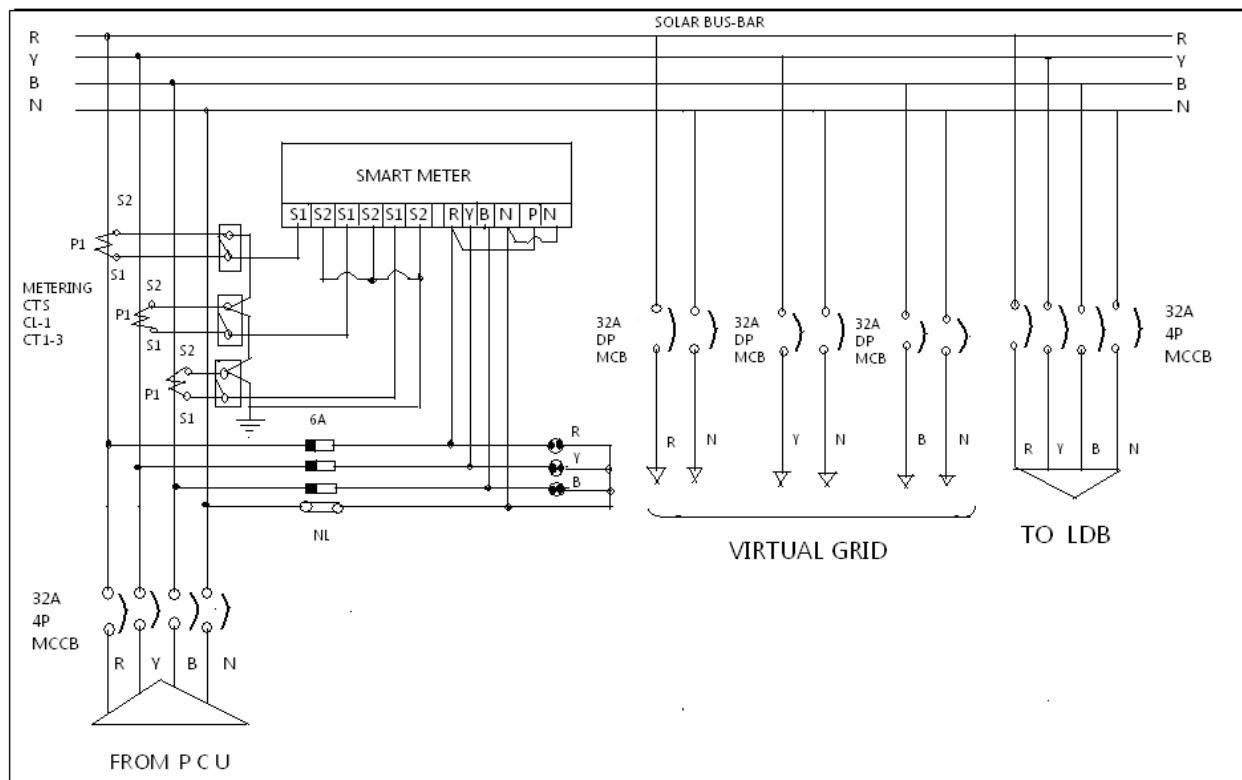 SOLAR BUS-BAR
R
Y
B
N
R
Y
B
N
SMART METER
S1 S2 S1 S2 S1 S2 R Y B N P N
S2
P1
S1
METERING
CTS
CL-1
CT1-3
S2
P1
S1
S2
P1
S1
6A
R
Y
B
NL
32A
DP
MCB
32A
DP
MCB
32A
DP
MCB
32A
4P
MCCB
R N Y N B N
R Y B N
VIRTUAL GRID
TO LDB
32A
4P
MCCB
R Y B N
FROM P C U